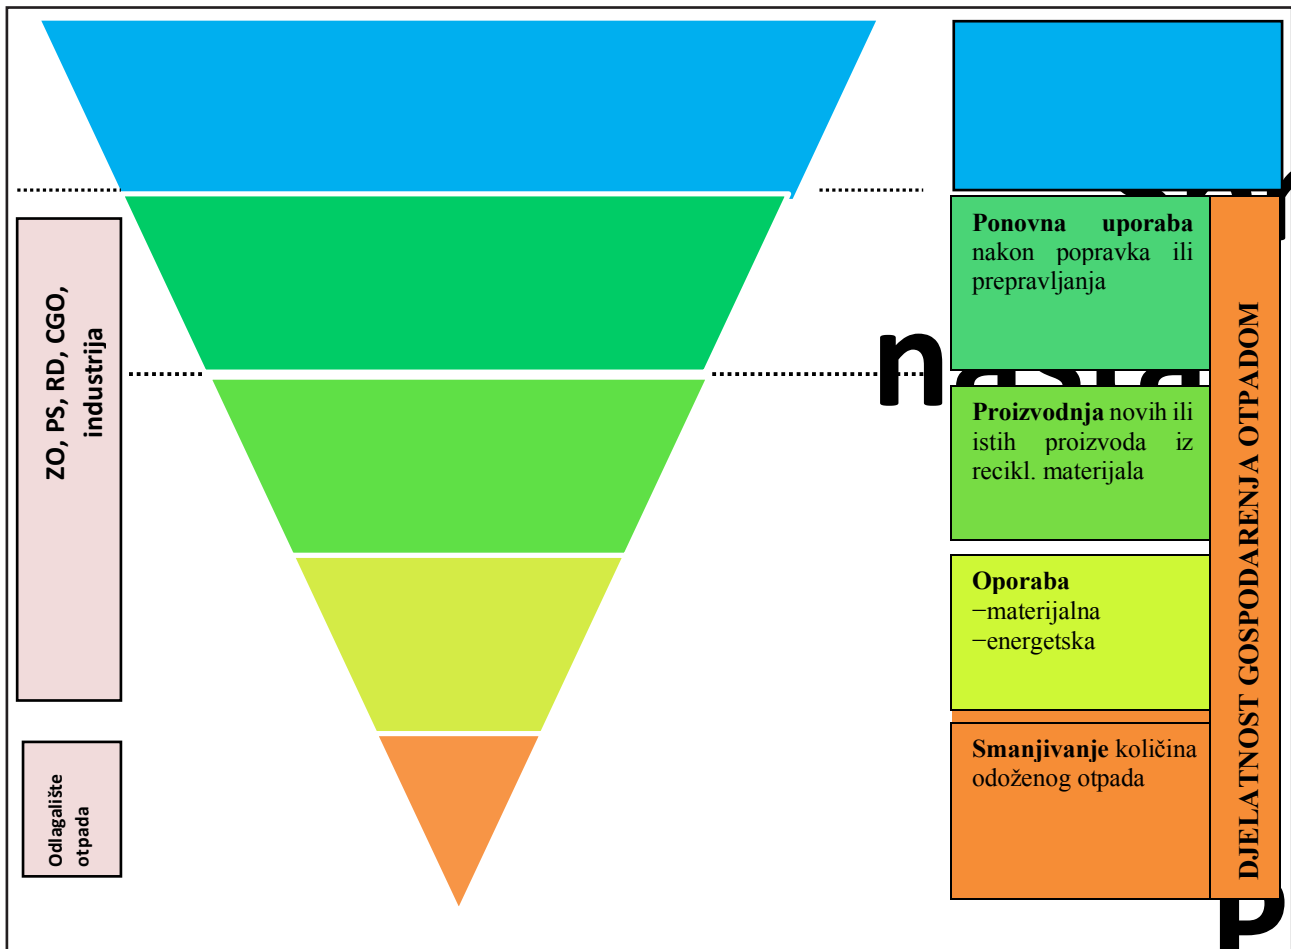 ZO, PS, RD, CGO,
industrija
Odlagalište
otpada
Ponovna uporaba
nakon popravka ili
prepravljanja
Proizvodnja novih ili
istih proizvoda iz
recikl. materijala
Oporaba
−materijalna
−energetska
Smanjivanje količina
odoženog otpada
DJELATNOST GOSPODARENJA OTPADOM